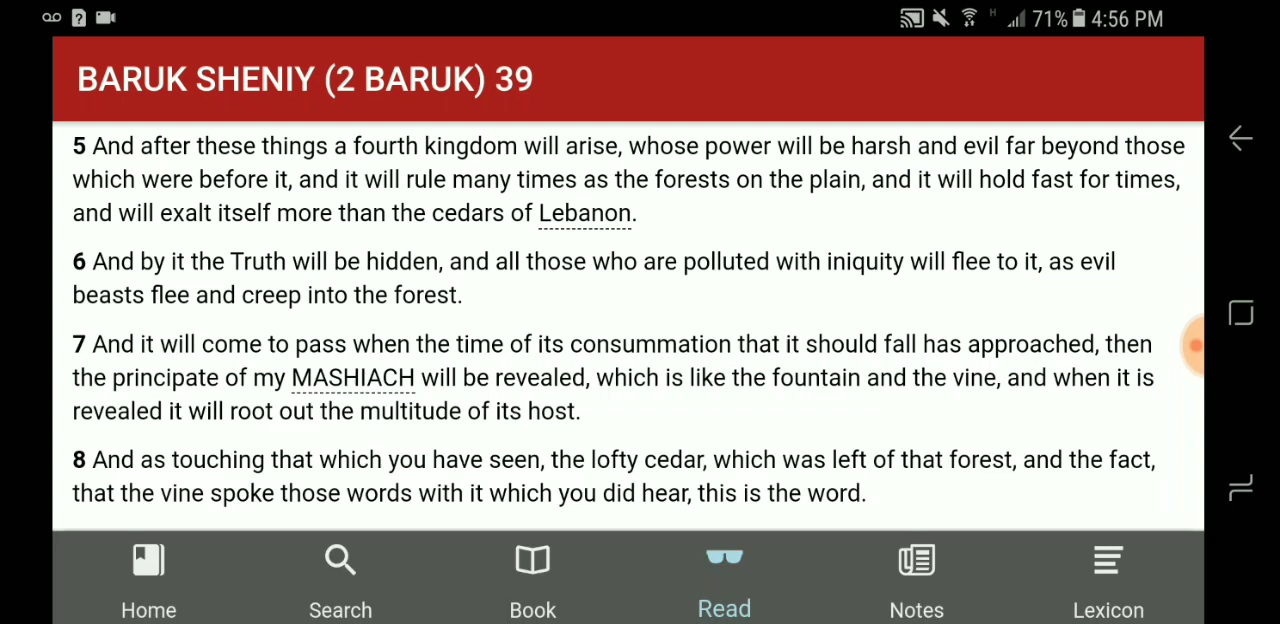 71% 4:56 PM
BARUK SHENIY (2 BARUK) 39
5 And after these things a fourth kingdom will arise, whose power will be harsh and evil far beyond those
which were before it, and it will rule many times as the forests on the plain, and it will hold fast for times,
and will exalt itself more than the cedars of Lebanon.
6 And by it the Truth will be hidden, and all those who are polluted with iniquity will flee to it, as evil
beasts flee and creep into the forest.
7 And it will come to pass when the time of its consummation that it should fall has approached, then
the principate of my MASHIACH will be revealed, which is like the fountain and the vine, and when it is
revealed it will root out the multitude of its host.
8 And as touching that which you have seen, the lofty cedar, which was left of that forest, and the fact,
that the vine spoke those words with it which you did hear, this is the word.
Home Search Book Read Notes Lexicon